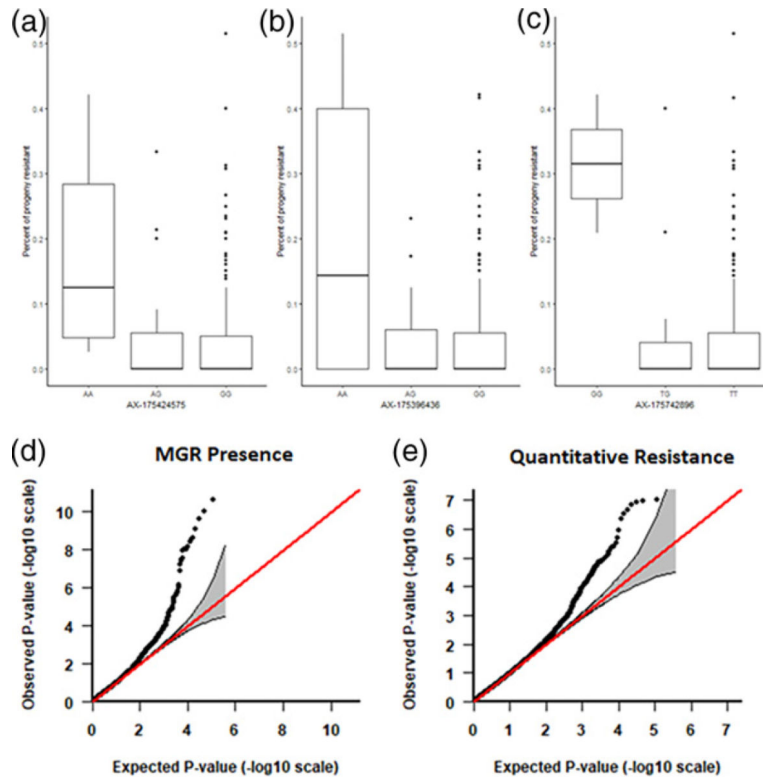 (a)
(b)
(c)
Percent of progeny resistant
0.5
0.4
0.3
0.2
0.1
0.0
AA
AG
GG
AX-175424575
Percent of progeny resistant
0.5
0.4
0.3
0.2
0.1
0.0
AA
AG
GG
AX-175396436
Percent of progeny resistant
0.5
0.4
0.3
0.2
0.1
0.0
GG
TG
TT
AX-175742896
(d)
MGR Presence
Observed P-value (-log10 scale)
10
8
6
4
2
0
0 2 4 6 8 10
Expected P-value (-log10 scale)
(e)
Quantitative Resistance
Observed P-value (-log10 scale)
7
6
5
4
3
2
1
0
0 1 2 3 4 5 6 7
Expected P-value (-log10 scale)